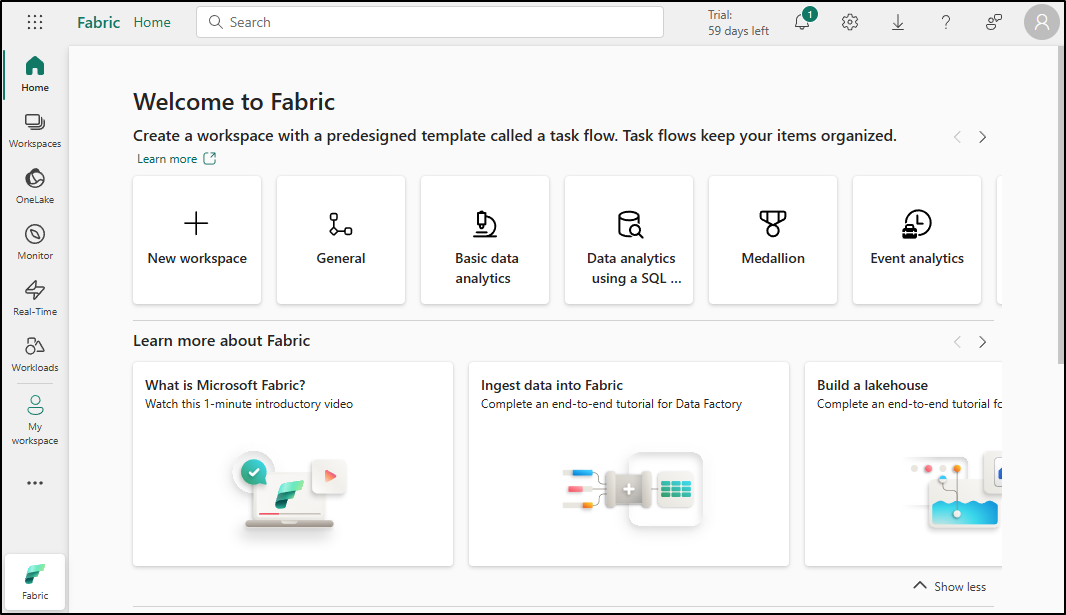 Fabric Home
Search
Trial:
59 days left
1
Home
Workspaces
OneLake
Monitor
Real-Time
Workloads
My
workspace
Fabric
Welcome to Fabric
Create a workspace with a predesigned template called a task flow. Task flows keep your items organized.
Learn more
New workspace
General
Basic data
analytics
Data analytics
using a SQL ...
Medallion
Event analytics
Learn more about Fabric
What is Microsoft Fabric?
Watch this 1-minute introductory video
Ingest data into Fabric
Complete an end-to-end tutorial for Data Factory
Build a lakehouse
Complete an end-to-end tutorial fo
Show less